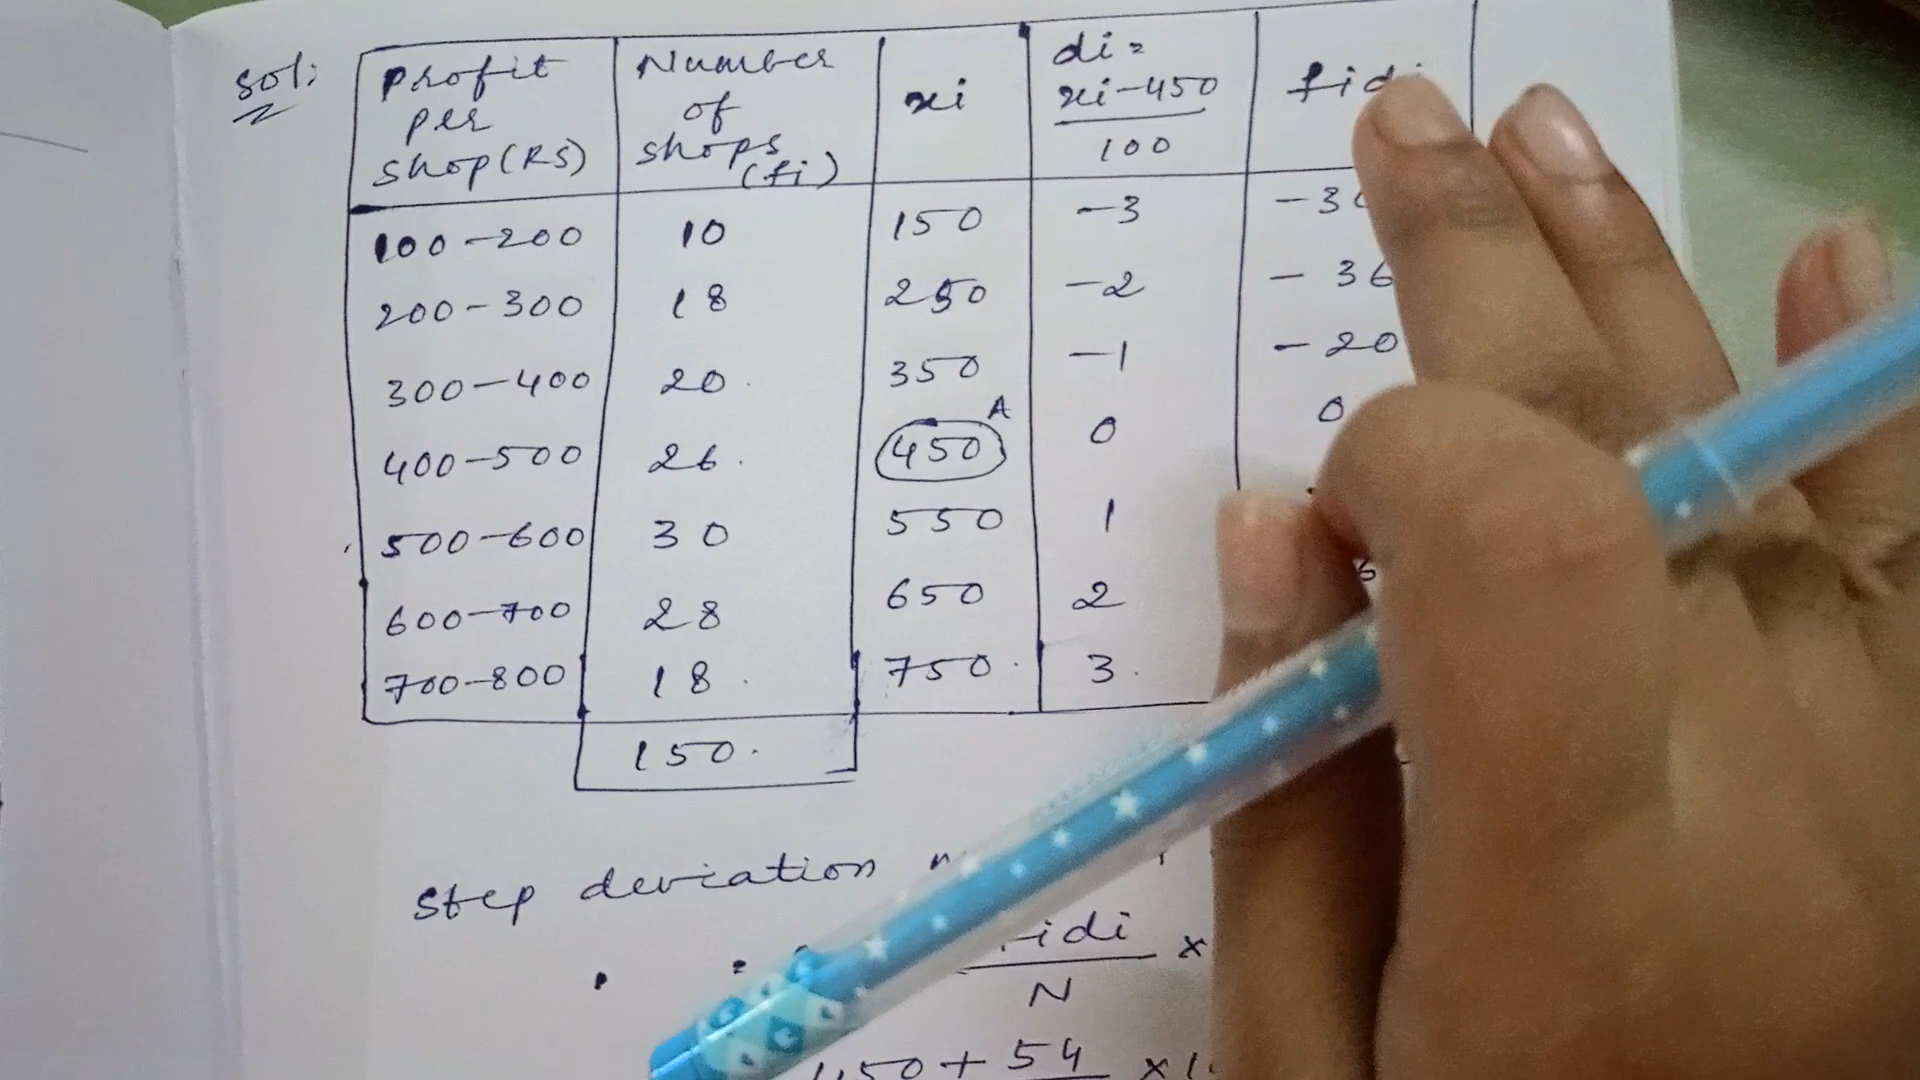 Sol:
Profit per shop (RS) Number of shops (fi) xi di = xi-450 / 100
100-200 10 150 -3
200-300 18 250 -2 -36
300-400 20 350 -1 -20
400-500 26 450 A 0 0
500-600 30 550 1
600-700 28 650 2
700-800 18 750 3
150
Step deviation
N
450 + 54